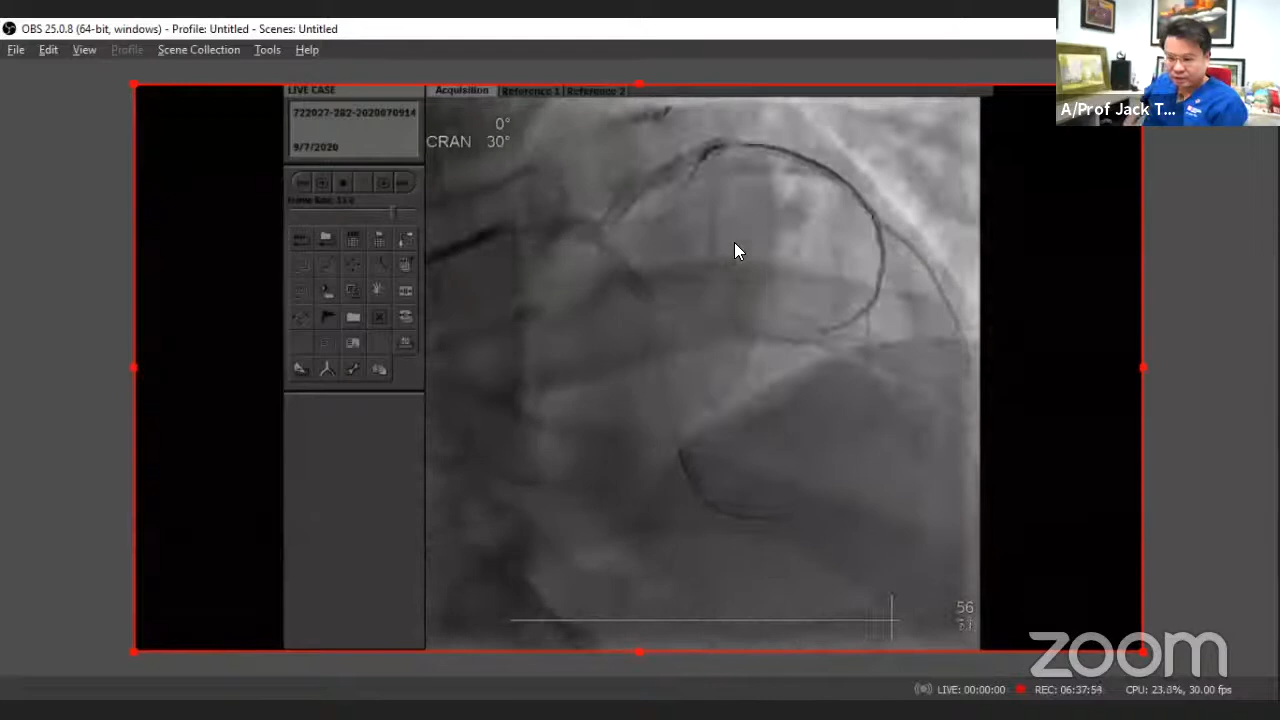 OBS 25.0.8 (64-bit, windows) - Profile: Untitled - Scenes: Untitled
File Edit View Profile Scene Collection Tools Help
A/Prof Jack T...
LIVE CASE
Acquisition Reference 1 Reference 2
722027-282-2020070914
9/7/2020
0°
CRAN 30°
56
zoom
LIVE: 00:00:00 REC: 06:37:54 CPU: 23.8%, 30.00 fps